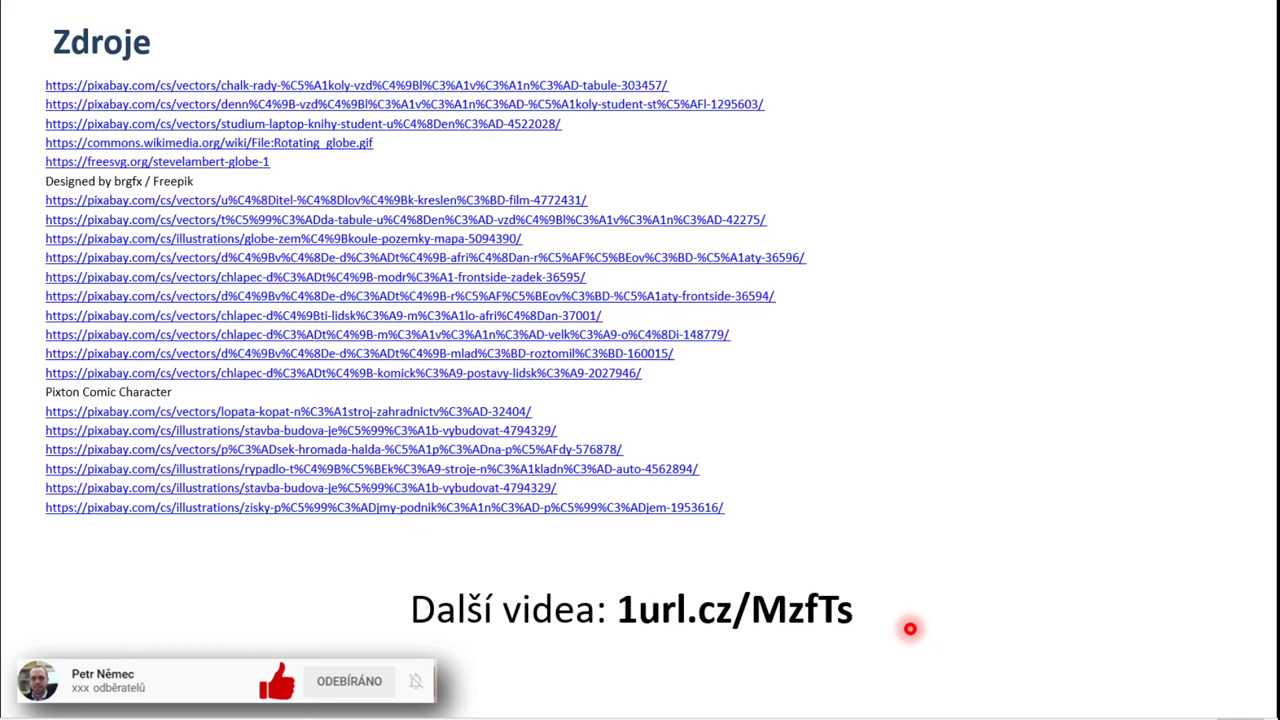 Zdroje
https://pixabay.com/cs/vectors/chalk-rady-%C5%A1koly-vzd%C4%9Bl%C3%A1v%C3%A1n%C3%AD-tabule-303457/
https://pixabay.com/cs/vectors/denn%C4%9B-vzd%C4%9Bl%C3%A1v%C3%A1n%C3%AD-%C5%A1koly-student-st%C5%AFl-1295603/
https://pixabay.com/cs/vectors/studium-laptop-knihy-student-u%C4%8Den%C3%AD-4522028/
https://commons.wikimedia.org/wiki/File:Rotating_globe.gif
https://freesvg.org/stevelambert-globe-1
Designed by brgfx / Freepik
https://pixabay.com/cs/vectors/u%C4%8Ditel-%C4%8Dlov%C4%9Bk-kreslen%C3%BD-film-4772431/
https://pixabay.com/cs/vectors/t%C5%99%C3%ADda-tabule-u%C4%8Den%C3%AD-vzd%C4%9Bl%C3%A1v%C3%A1n%C3%AD-42275/
https://pixabay.com/cs/illustrations/globe-zem%C4%9Bkoule-pozemky-mapa-5094390/
https://pixabay.com/cs/vectors/d%C4%9Bv%C4%8De-d%C3%ADt%C4%9B-afri%C4%8Dan-r%C5%AF%C5%BEov%C3%BD-%C5%A1aty-36596/
https://pixabay.com/cs/vectors/chlapec-d%C3%ADt%C4%9B-modr%C3%A1-frontside-zadek-36595/
https://pixabay.com/cs/vectors/d%C4%9Bv%C4%8De-d%C3%ADt%C4%9B-r%C5%AF%C5%BEov%C3%BD-%C5%A1aty-frontside-36594/
https://pixabay.com/cs/vectors/chlapec-d%C4%9Bti-lidsk%C3%A9-m%C3%A1lo-afri%C4%8Dan-37001/
https://pixabay.com/cs/vectors/chlapec-d%C3%ADt%C4%9B-m%C3%A1v%C3%A1n%C3%AD-velk%C3%A9-o%C4%8Di-148779/
https://pixabay.com/cs/vectors/d%C4%9Bv%C4%8De-d%C3%ADt%C4%9B-mlad%C3%BD-roztomil%C3%BD-160015/
https://pixabay.com/cs/vectors/chlapec-d%C3%ADt%C4%9B-komick%C3%A9-postavy-lidsk%C3%A9-2027946/
Pixton Comic Character
https://pixabay.com/cs/vectors/lopata-kopat-n%C3%A1stroj-zahradnictv%C3%AD-32404/
https://pixabay.com/cs/illustrations/stavba-budova-je%C5%99%C3%A1b-vybudovat-4794329/
https://pixabay.com/cs/vectors/p%C3%ADsek-hromada-halda-%C5%A1p%C3%ADna-p%C5%AFdy-576878/
https://pixabay.com/cs/illustrations/rypadlo-t%C4%9B%C5%BEk%C3%A9-stroje-n%C3%A1kladn%C3%AD-auto-4562894/
https://pixabay.com/cs/illustrations/stavba-budova-je%C5%99%C3%A1b-vybudovat-4794329/
https://pixabay.com/cs/illustrations/zisky-p%C5%99%C3%ADjmy-podnik%C3%A1n%C3%AD-p%C5%99%C3%ADjem-1953616/
Další videa: 1url.cz/MzfTs
Petr Němec
xxx odběratelů
ODEBÍRÁNO